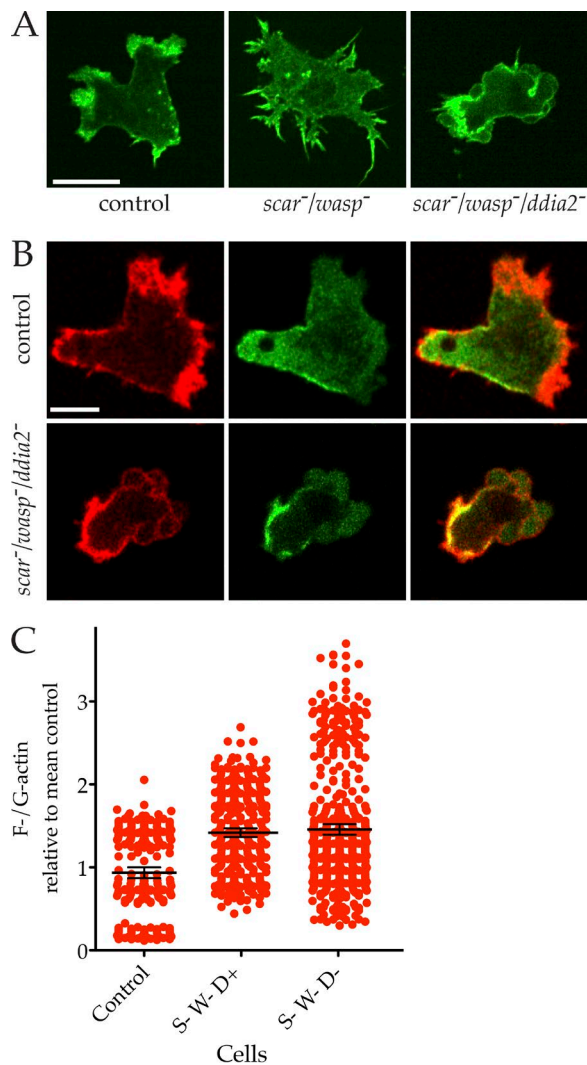 A
control
scar⁻/wasp⁻
scar⁻/wasp⁻/ddia2⁻
B
control
scar⁻/wasp⁻/ddia2⁻
C
F-/G-actin
relative to mean control
3
2
1
0
Control
S- W- D+
S- W- D-
Cells